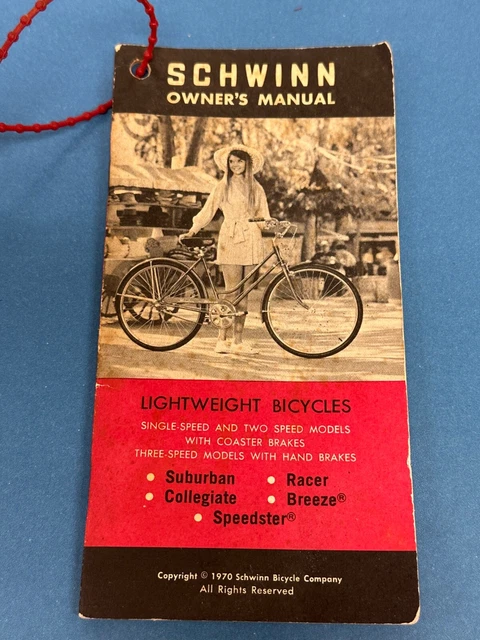 SCHWINN
OWNER'S MANUAL
LIGHTWEIGHT BICYCLES
SINGLE-SPEED AND TWO SPEED MODELS
WITH COASTER BRAKES
THREE-SPEED MODELS WITH HAND BRAKES
• Suburban • Racer
• Collegiate • Breeze®
• Speedster®
Copyright © 1970 Schwinn Bicycle Company
All Rights Reserved